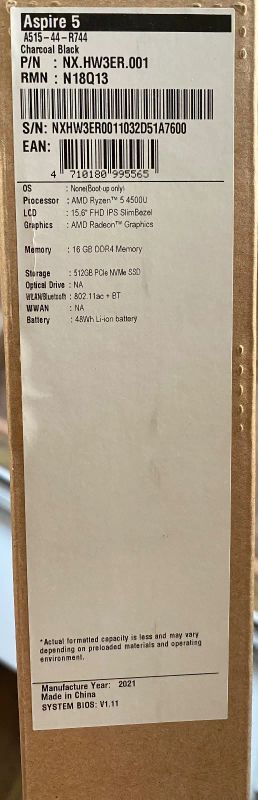 Aspire 5
A515-44-R744
Charcoal Black
P/N : NX.HW3ER.001
RMN : N18Q13
S/N: NXHW3ER0011032D51A7600
EAN:
4 710180 995565
OS : None(Boot-up only)
Processor : AMD Ryzen™ 5 4500U
LCD : 15.6" FHD IPS SlimBezel
Graphics : AMD Radeon™ Graphics
Memory : 16 GB DDR4 Memory
Storage : 512GB PCIe NVMe SSD
Optical Drive : NA
WLAN/Bluetooth : 802.11ac + BT
WWAN : NA
Battery : 48Wh Li-ion battery
*Actual formatted capacity is less and may vary
depending on preloaded materials and operating
environment.
Manufacture Year: 2021
Made in China
SYSTEM BIOS: V1.11